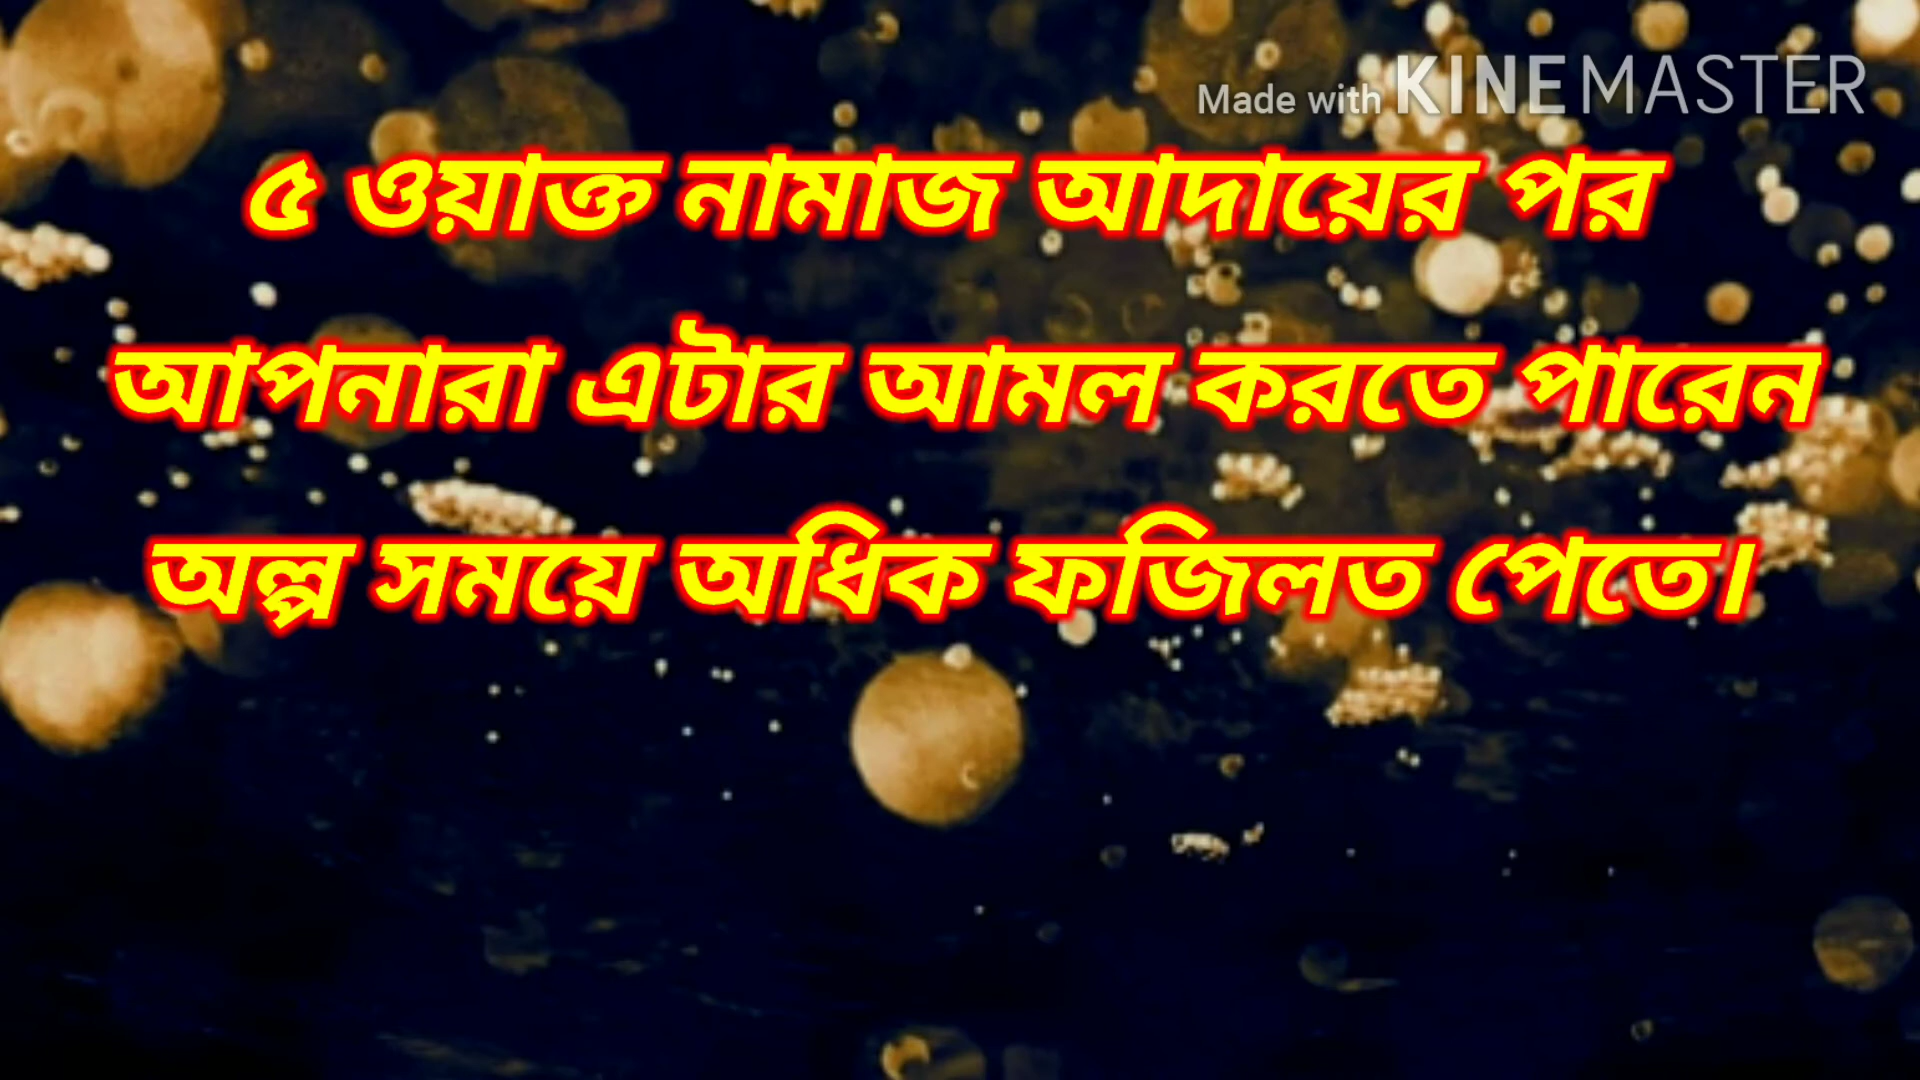 Made with KINEMASTER
৫ ওয়াক্ত নামাজ আদায়ের পর
আপনারা এটার আমল করতে পারেন
অল্প সময়ে অধিক ফজিলত পেতে।